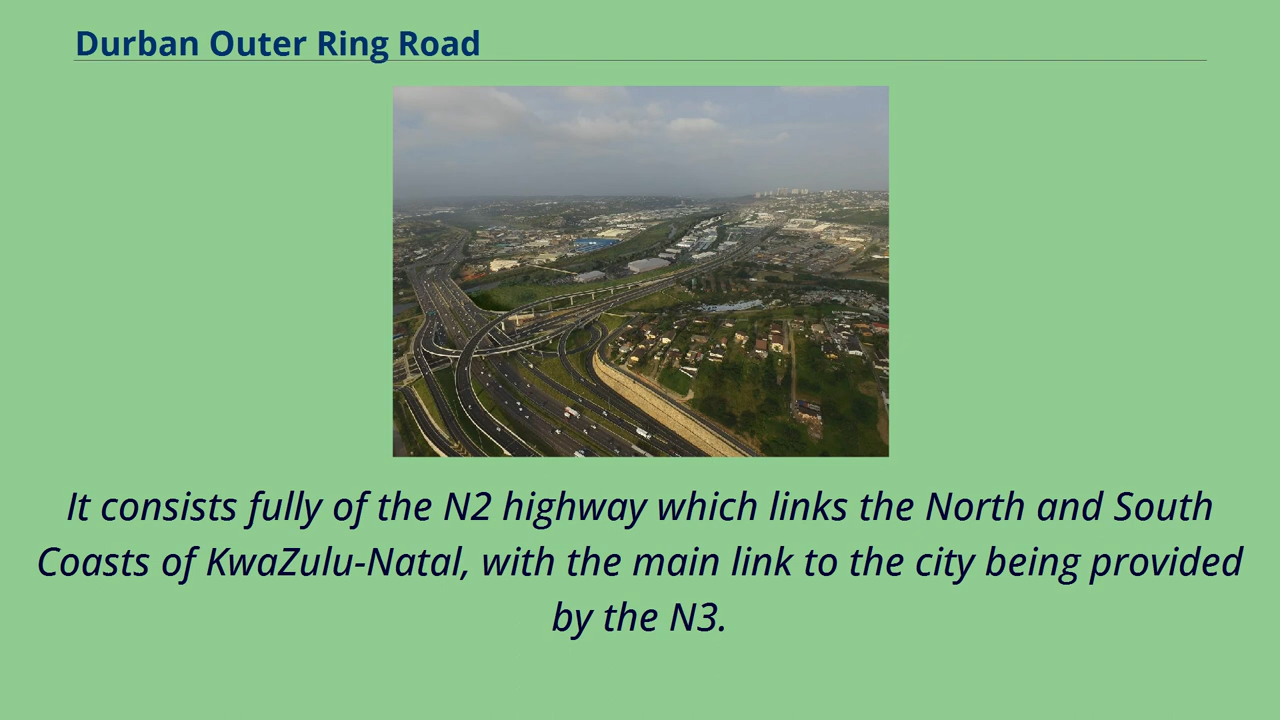 Durban Outer Ring Road
It consists fully of the N2 highway which links the North and South
Coasts of KwaZulu-Natal, with the main link to the city being provided
by the N3.